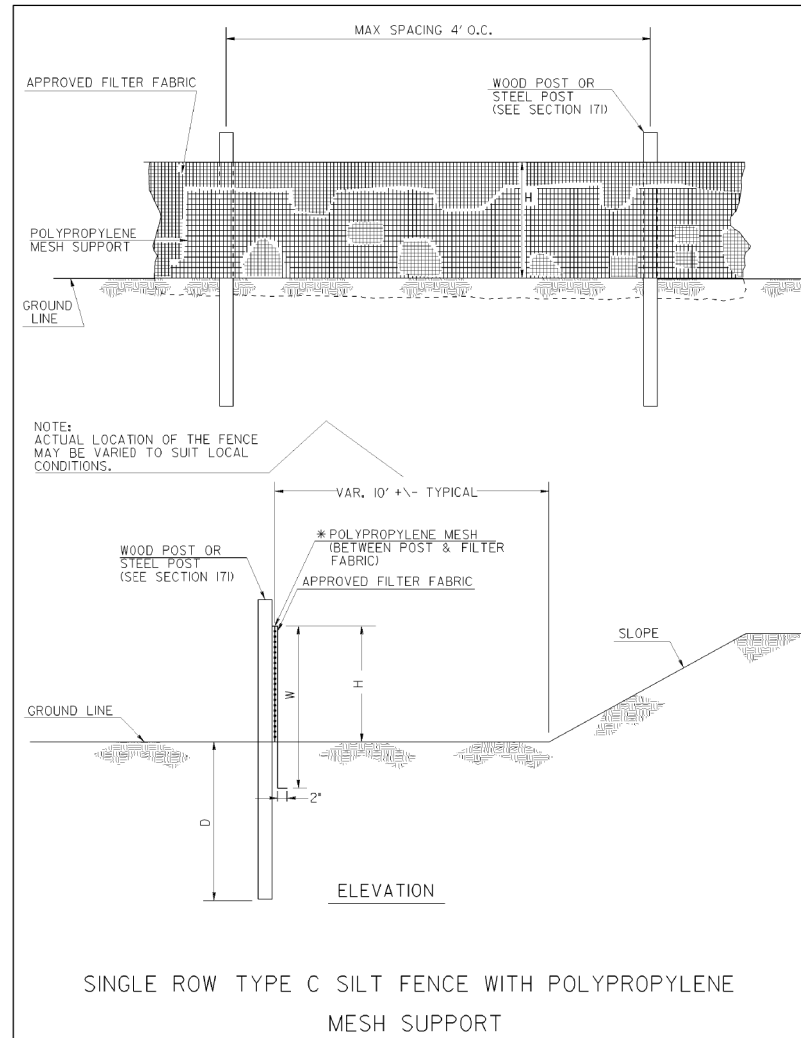 MAX SPACING 4' O.C.
APPROVED FILTER FABRIC
WOOD POST OR
STEEL POST
(SEE SECTION 171)
H
POLYPROPYLENE
MESH SUPPORT
GROUND
LINE
NOTE:
ACTUAL LOCATION OF THE FENCE
MAY BE VARIED TO SUIT LOCAL
CONDITIONS.
VAR. 10' +\- TYPICAL
* POLYPROPYLENE MESH
(BETWEEN POST & FILTER
FABRIC)
WOOD POST OR
STEEL POST
(SEE SECTION 171)
APPROVED FILTER FABRIC
SLOPE
W
H
GROUND LINE
2"
D
ELEVATION
SINGLE ROW TYPE C SILT FENCE WITH POLYPROPYLENE
MESH SUPPORT